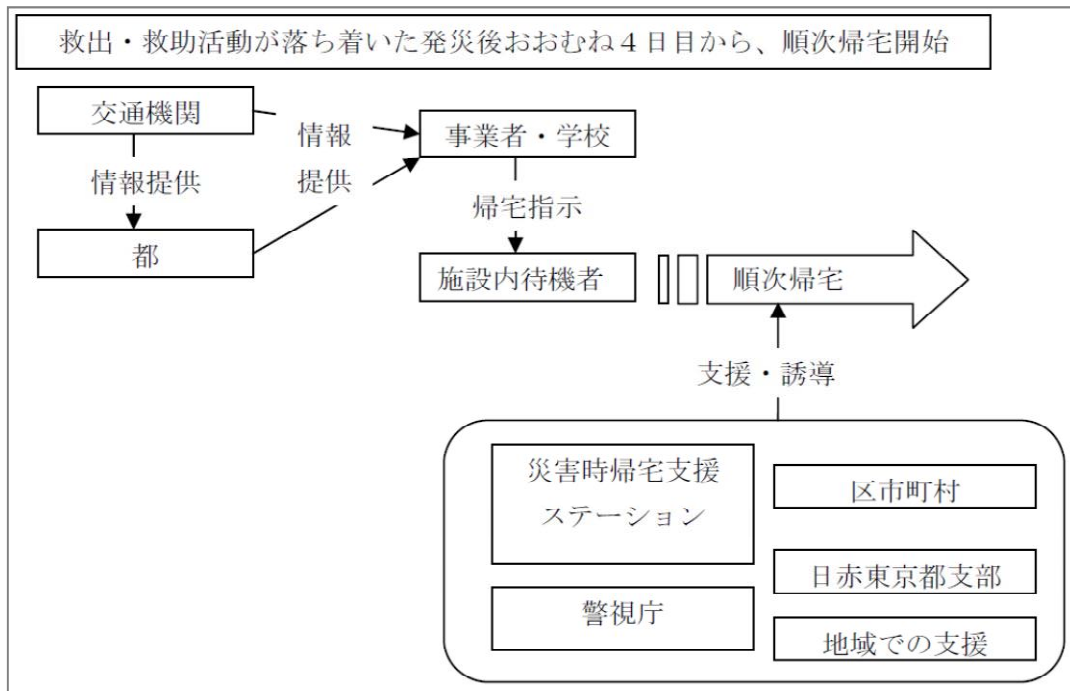 救出・救助活動が落ち着いた発災後おおむね４日目から、順次帰宅開始
交通機関
情報
事業者・学校
情報提供
提供
帰宅指示
都
施設内待機者
順次帰宅
支援・誘導
災害時帰宅支援
ステーション
区市町村
日赤東京都支部
警視庁
地域での支援